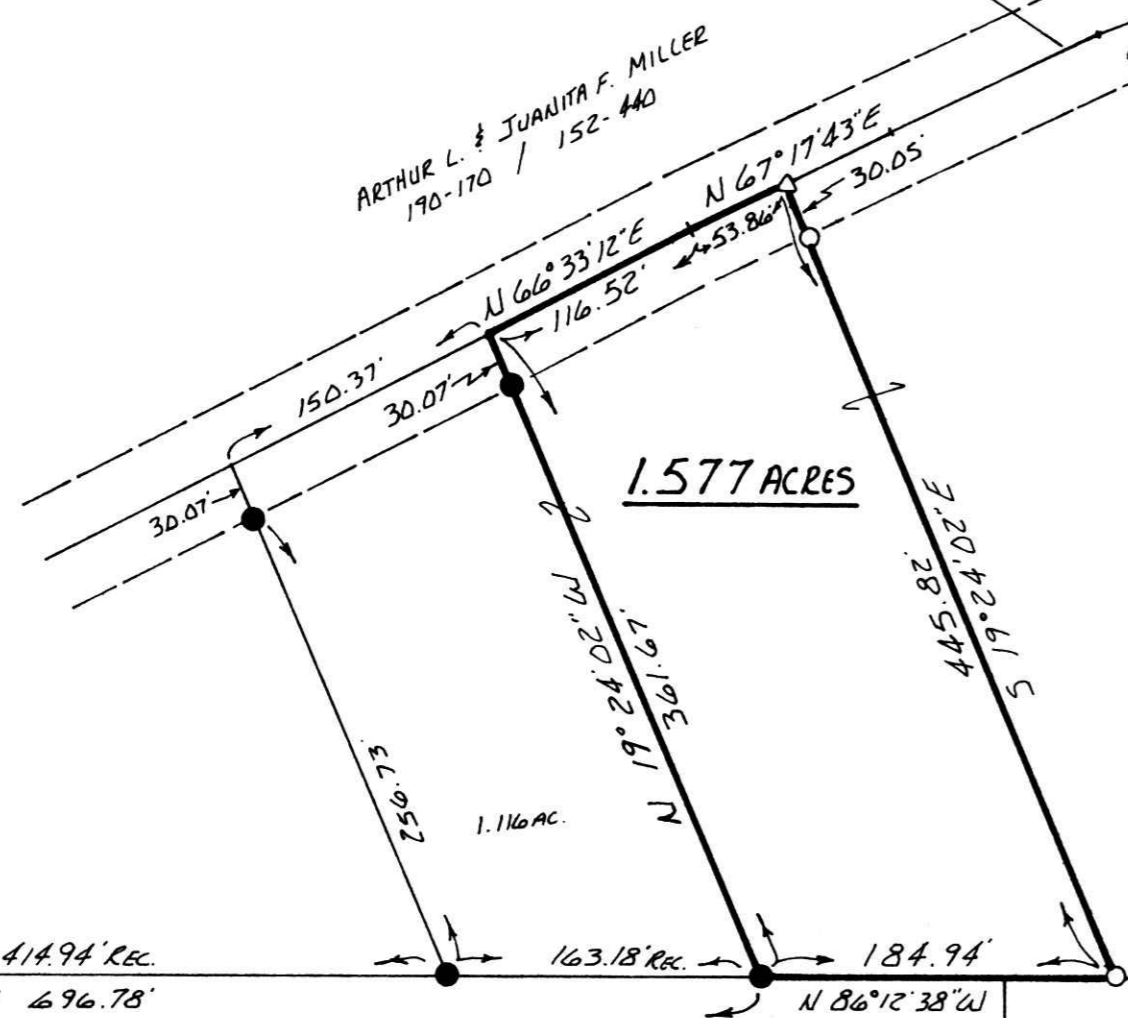 ARTHUR L. & JUANITA F. MILLER
190-170 / 152-440
N 67°17'43"E
30.05'
53.86'
N 66°33'12"E
116.52'
150.37'
30.07'
30.07'
1.577 ACRES
N 19°24'02"W
361.67'
445.82'
S 19°24'02"E
256.73'
1.116 AC.
414.94' REC.
163.18' REC.
184.94'
696.78'
N 86°12'38"W